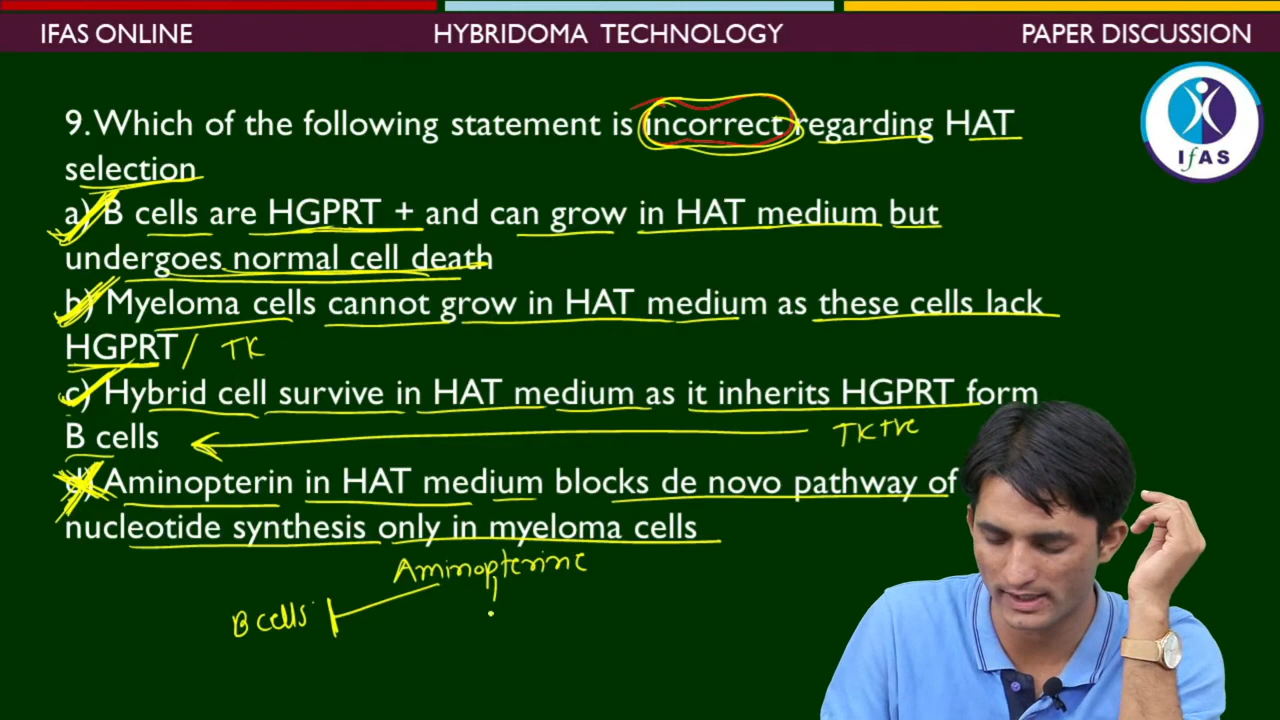 IFAS ONLINE HYBRIDOMA TECHNOLOGY PAPER DISCUSSION
IfAS
9. Which of the following statement is incorrect regarding HAT
selection
a) B cells are HGPRT + and can grow in HAT medium but
undergoes normal cell death
b) Myeloma cells cannot grow in HAT medium as these cells lack
HGPRT / TK
c) Hybrid cell survive in HAT medium as it inherits HGPRT form
B cells TK+ve
d) Aminopterin in HAT medium blocks de novo pathway of
nucleotide synthesis only in myeloma cells
Aminopterine
B cells